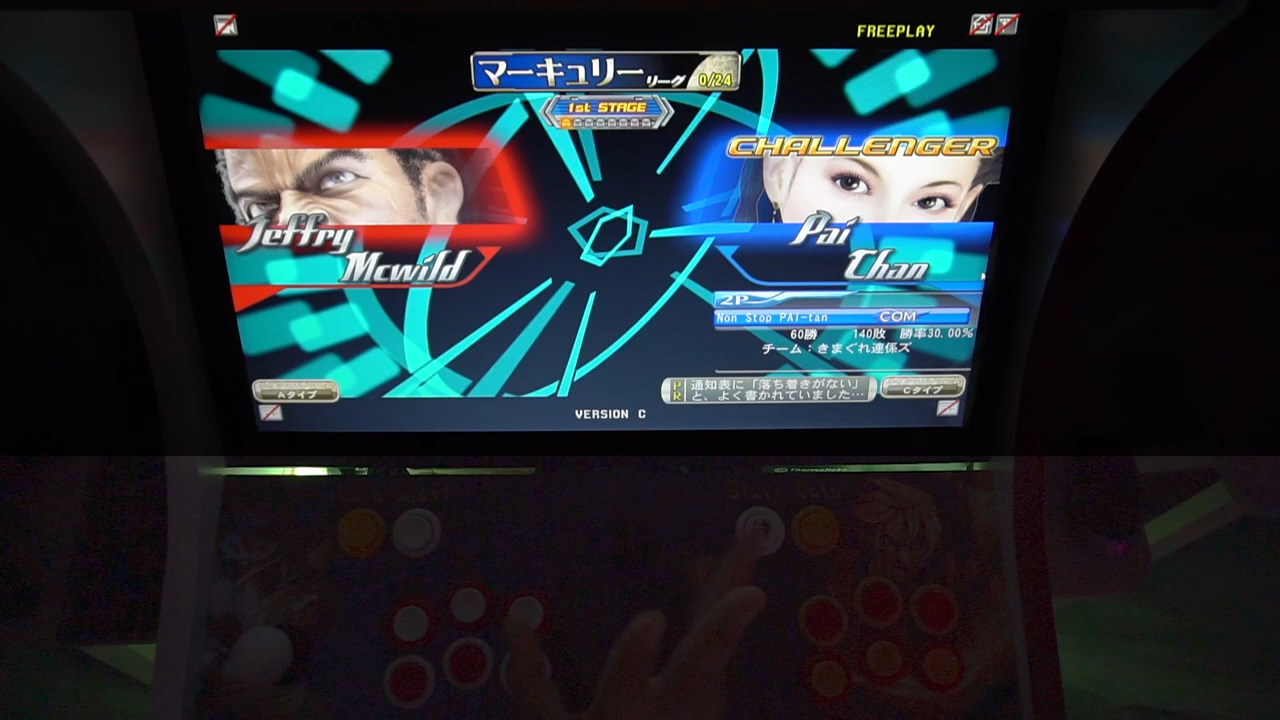 FREEPLAY
マーキュリーリーグ 0/24
1st STAGE
CHALLENGER
Jeffry
Mcwild
Pai
Chan
2P
Non Stop PAI-tan COM
60勝 140敗 勝率30.00%
チーム:きまぐれ連係ズ
Aタイプ
PR 通知表に「落ち着きがない」
と、よく書かれていました…
Cタイプ
VERSION C